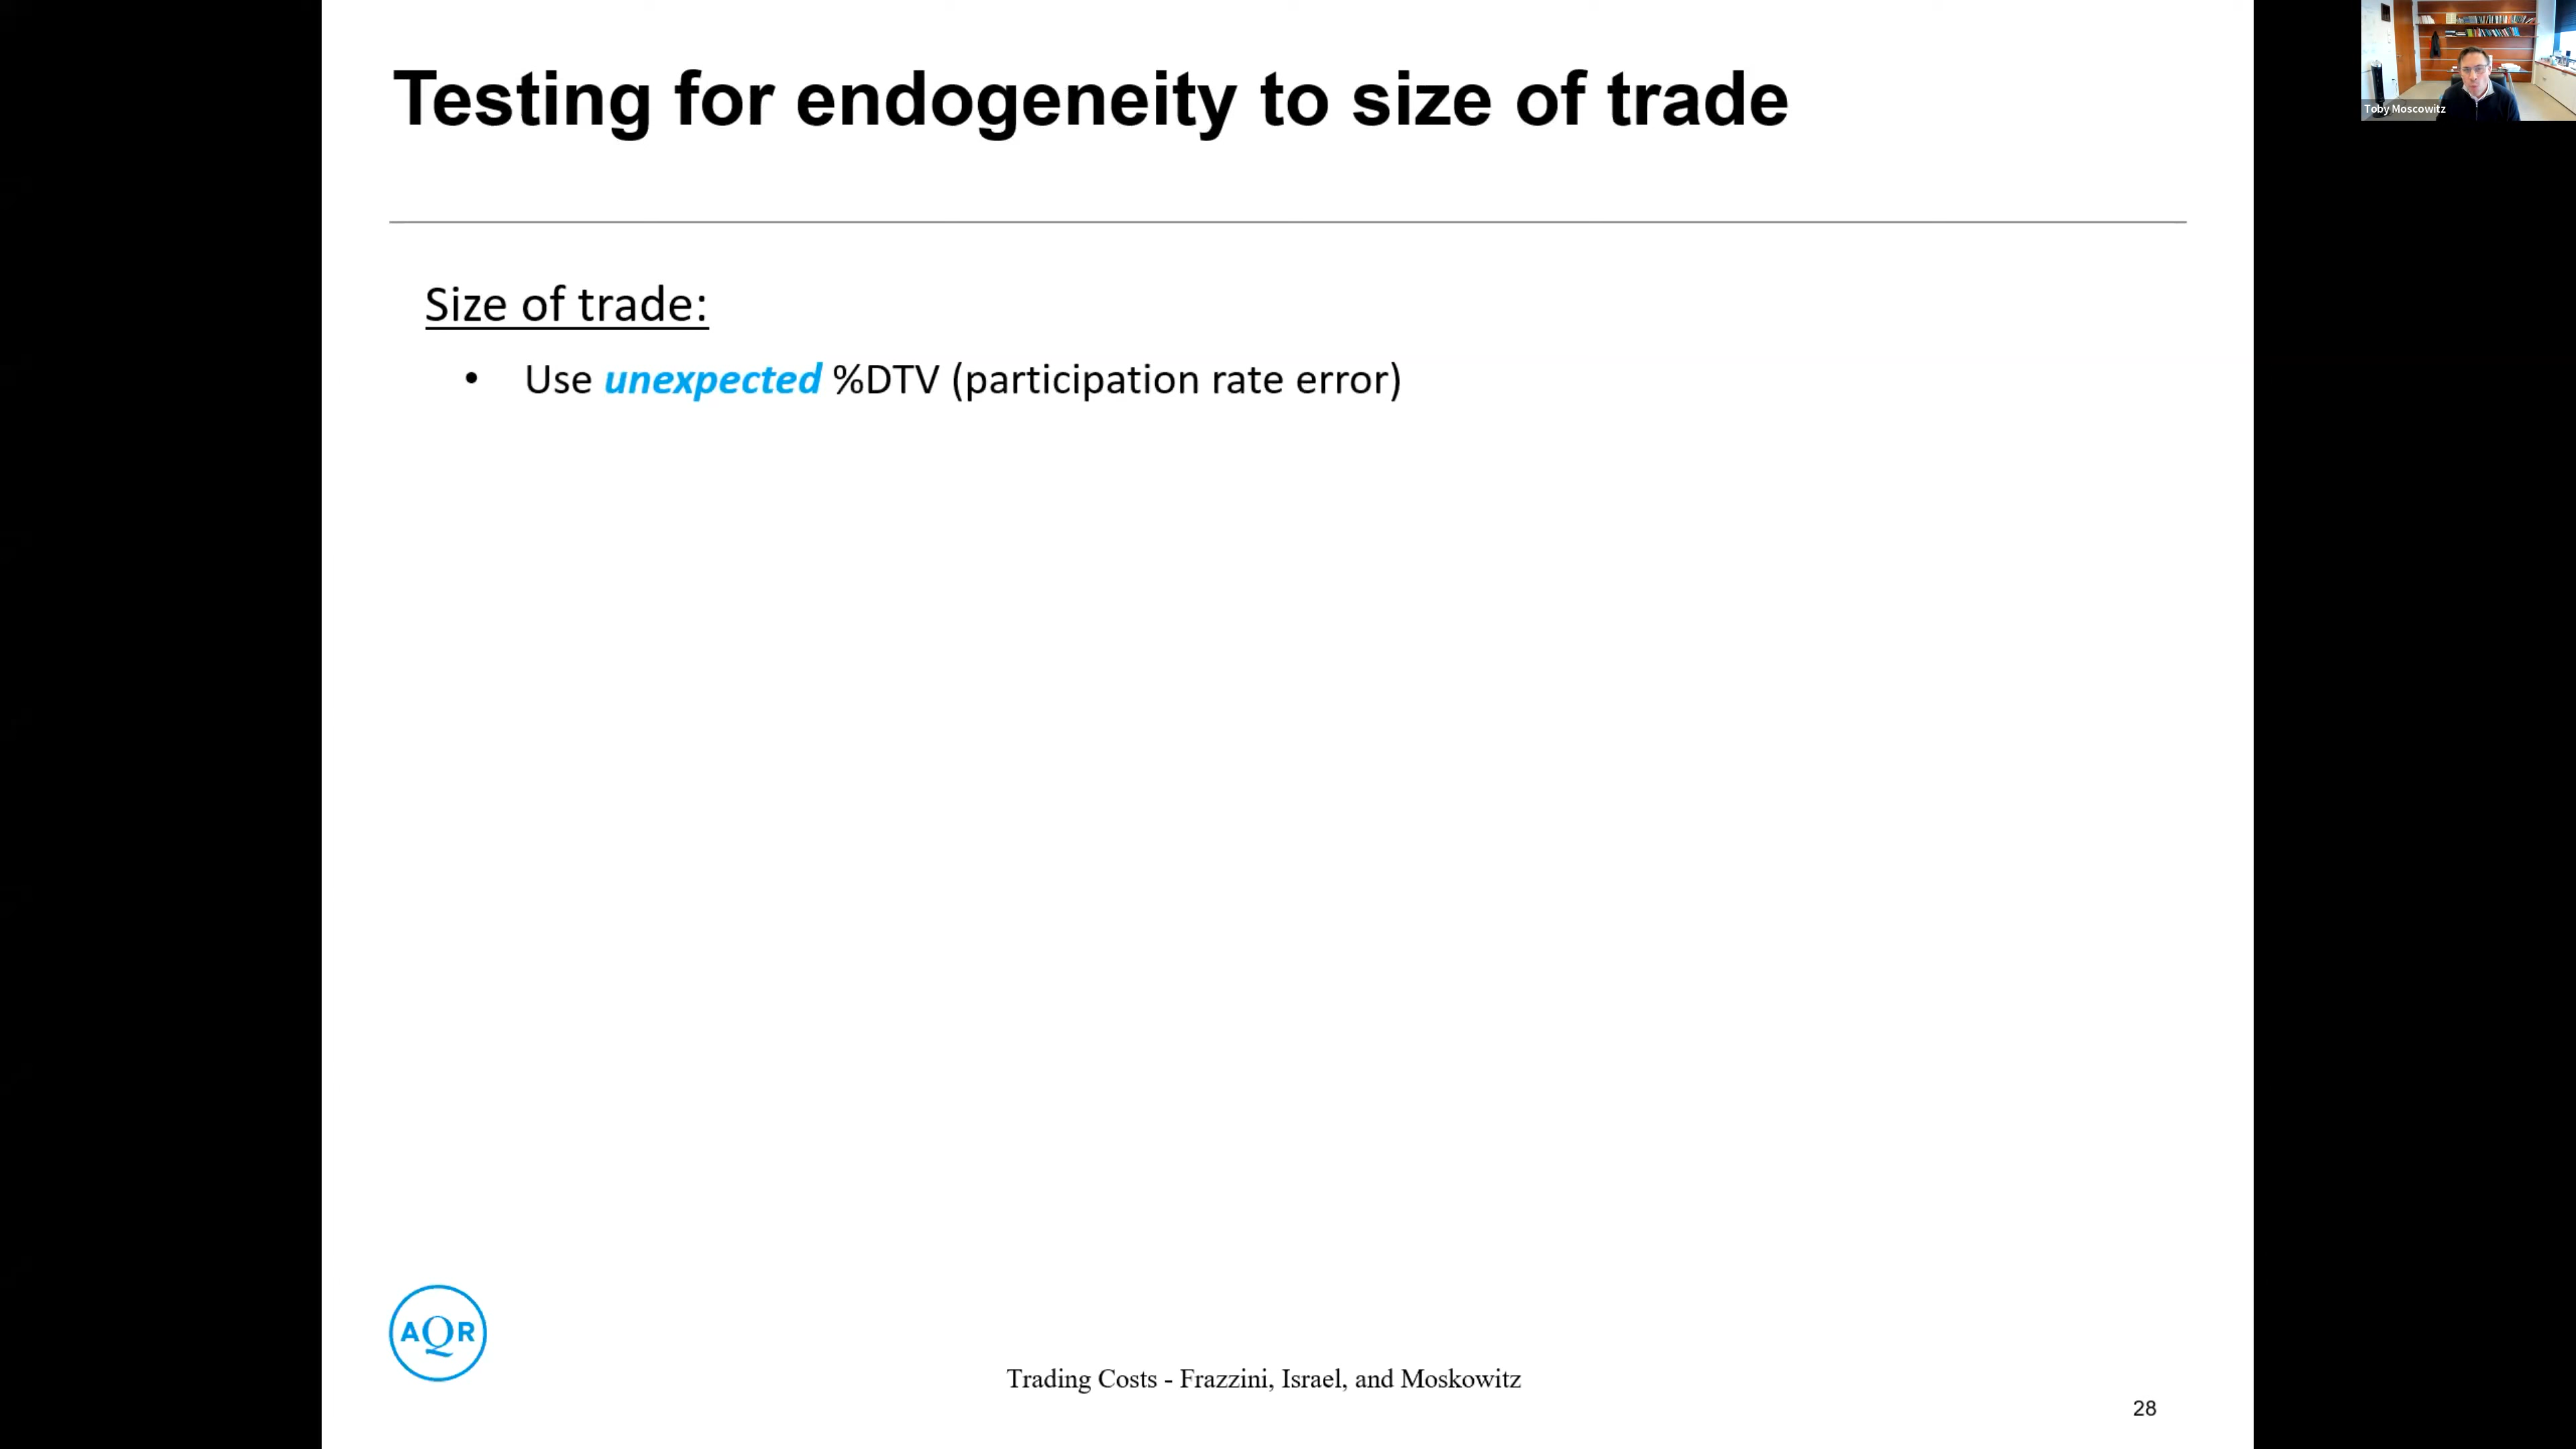 Testing for endogeneity to size of trade
Toby Moscowitz
Size of trade:
• Use unexpected %DTV (participation rate error)
AQR
Trading Costs - Frazzini, Israel, and Moskowitz
28